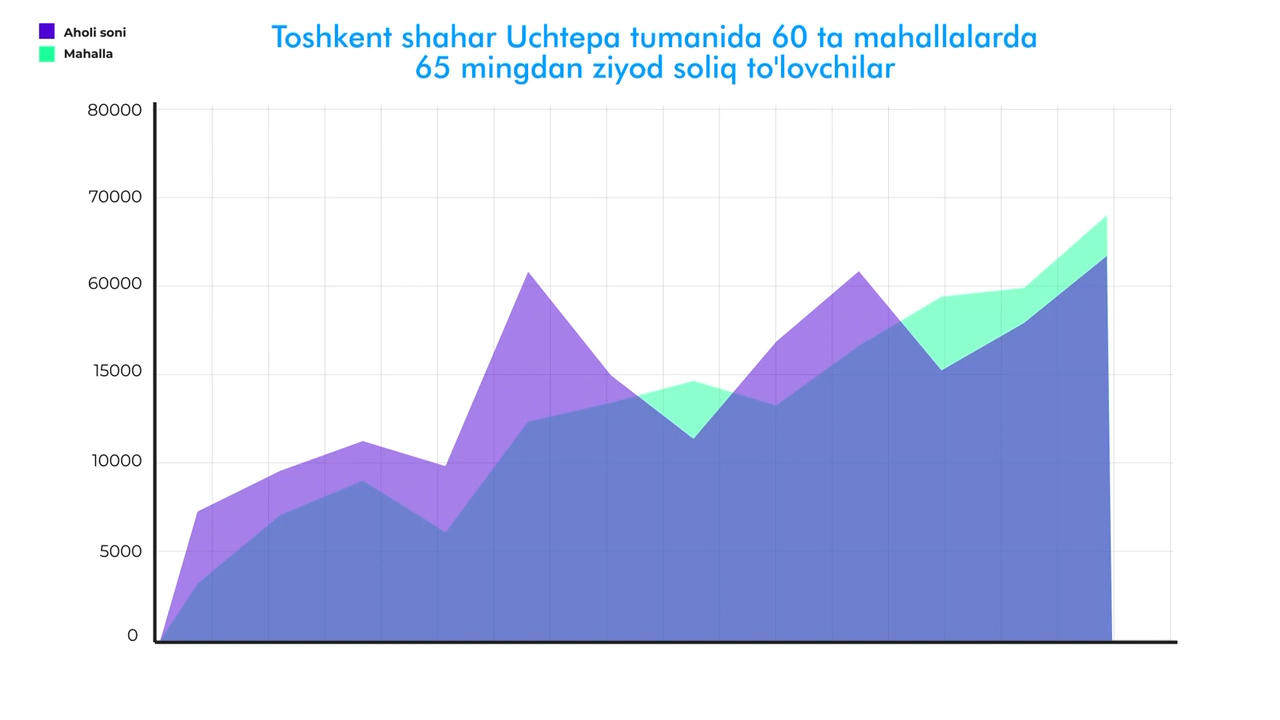 Aholi soni
Mahalla
Toshkent shahar Uchtepa tumanida 60 ta mahallalarda
65 mingdan ziyod soliq to'lovchilar
80000
70000
60000
15000
10000
5000
0